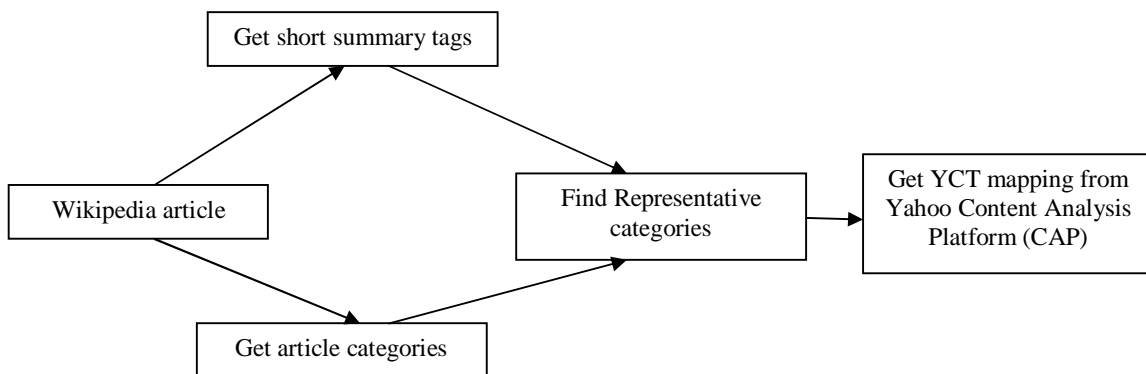 Get short summary tags
Wikipedia article
Find Representative
categories
Get YCT mapping from
Yahoo Content Analysis
Platform (CAP)
Get article categories